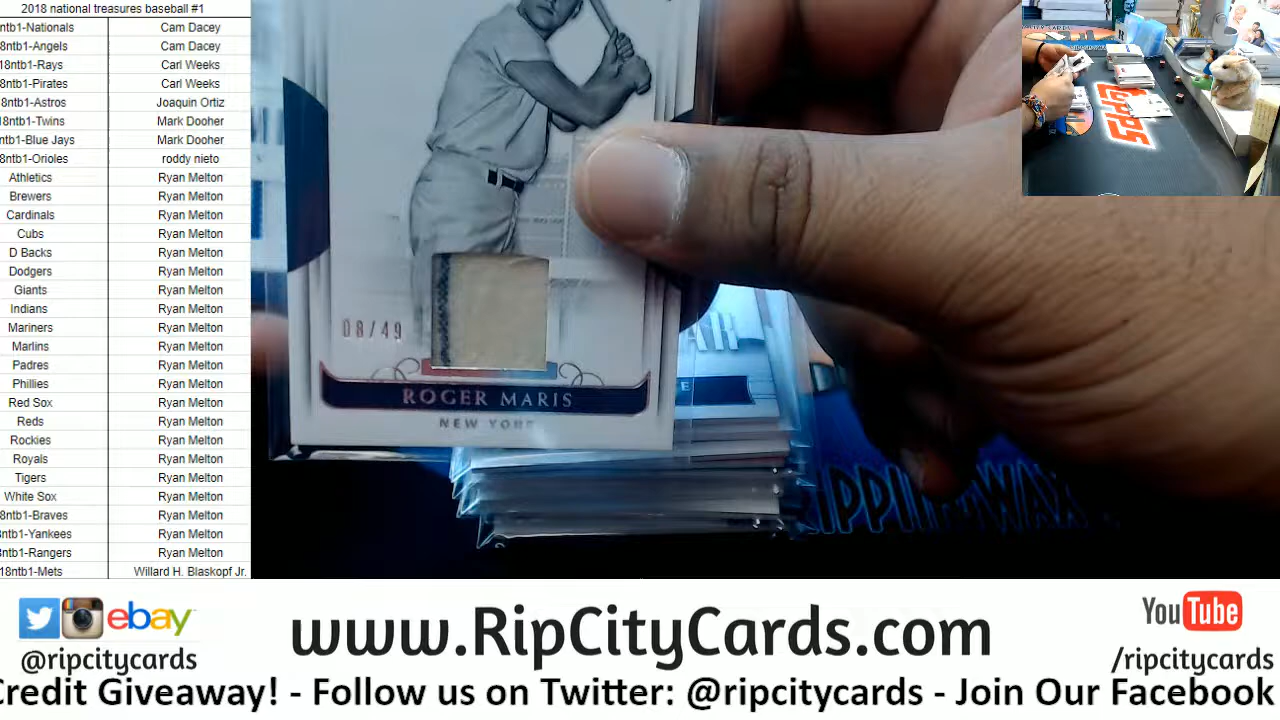 2018 national treasures baseball #1
ntb1-Nationals Cam Dacey
8ntb1-Angels Cam Dacey
18ntb1-Rays Carl Weeks
8ntb1-Pirates Carl Weeks
8ntb1-Astros Joaquin Ortiz
18ntb1-Twins Mark Dooher
ntb1-Blue Jays Mark Dooher
8ntb1-Orioles roddy nieto
Athletics Ryan Melton
Brewers Ryan Melton
Cardinals Ryan Melton
Cubs Ryan Melton
D Backs Ryan Melton
Dodgers Ryan Melton
Giants Ryan Melton
Indians Ryan Melton
Mariners Ryan Melton
Marlins Ryan Melton
Padres Ryan Melton
Phillies Ryan Melton
Red Sox Ryan Melton
Reds Ryan Melton
Rockies Ryan Melton
Royals Ryan Melton
Tigers Ryan Melton
White Sox Ryan Melton
8ntb1-Braves Ryan Melton
ntb1-Yankees Ryan Melton
ntb1-Rangers Ryan Melton
18ntb1-Mets Willard H. Blaskopf Jr.
08/49
ROGER MARIS
NEW YORK
RIPPIN WAX
Topps
ebay
@ripcitycards
www.RipCityCards.com
YouTube
/ripcitycards
Credit Giveaway! - Follow us on Twitter: @ripcitycards - Join Our Facebook